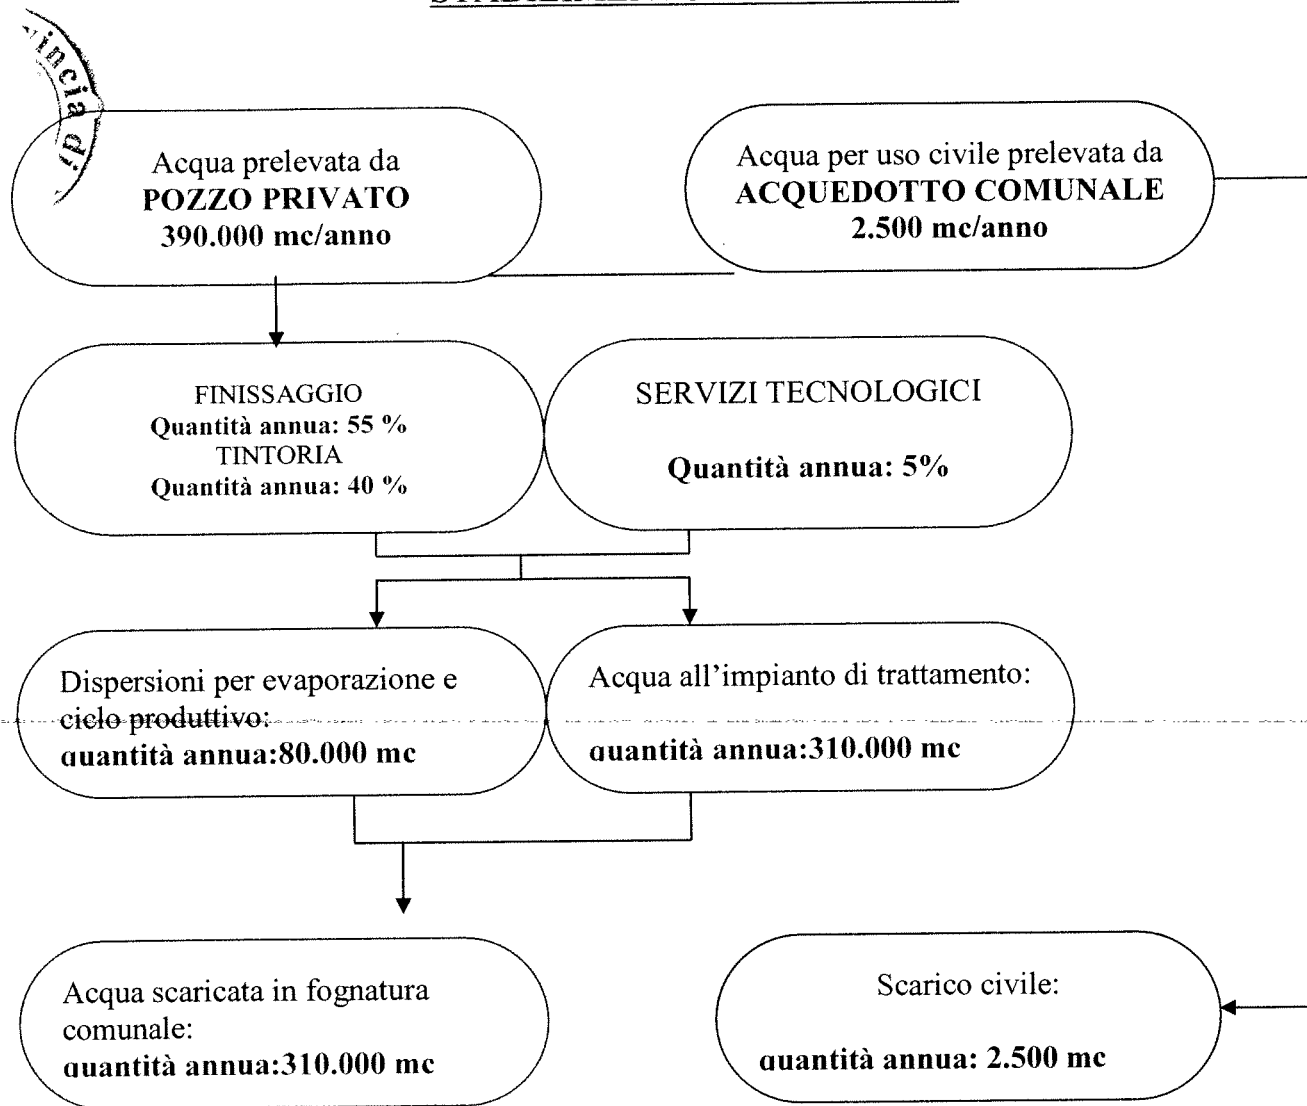 vincia di
Acqua prelevata da
POZZO PRIVATO
390.000 mc/anno
Acqua per uso civile prelevata da
ACQUEDOTTO COMUNALE
2.500 mc/anno
FINISSAGGIO
Quantità annua: 55 %
TINTORIA
Quantità annua: 40 %
SERVIZI TECNOLOGICI
Quantità annua: 5%
Dispersioni per evaporazione e
ciclo produttivo:
quantità annua:80.000 mc
Acqua all'impianto di trattamento:
quantità annua:310.000 mc
Acqua scaricata in fognatura
comunale:
quantità annua:310.000 mc
Scarico civile:
quantità annua: 2.500 mc